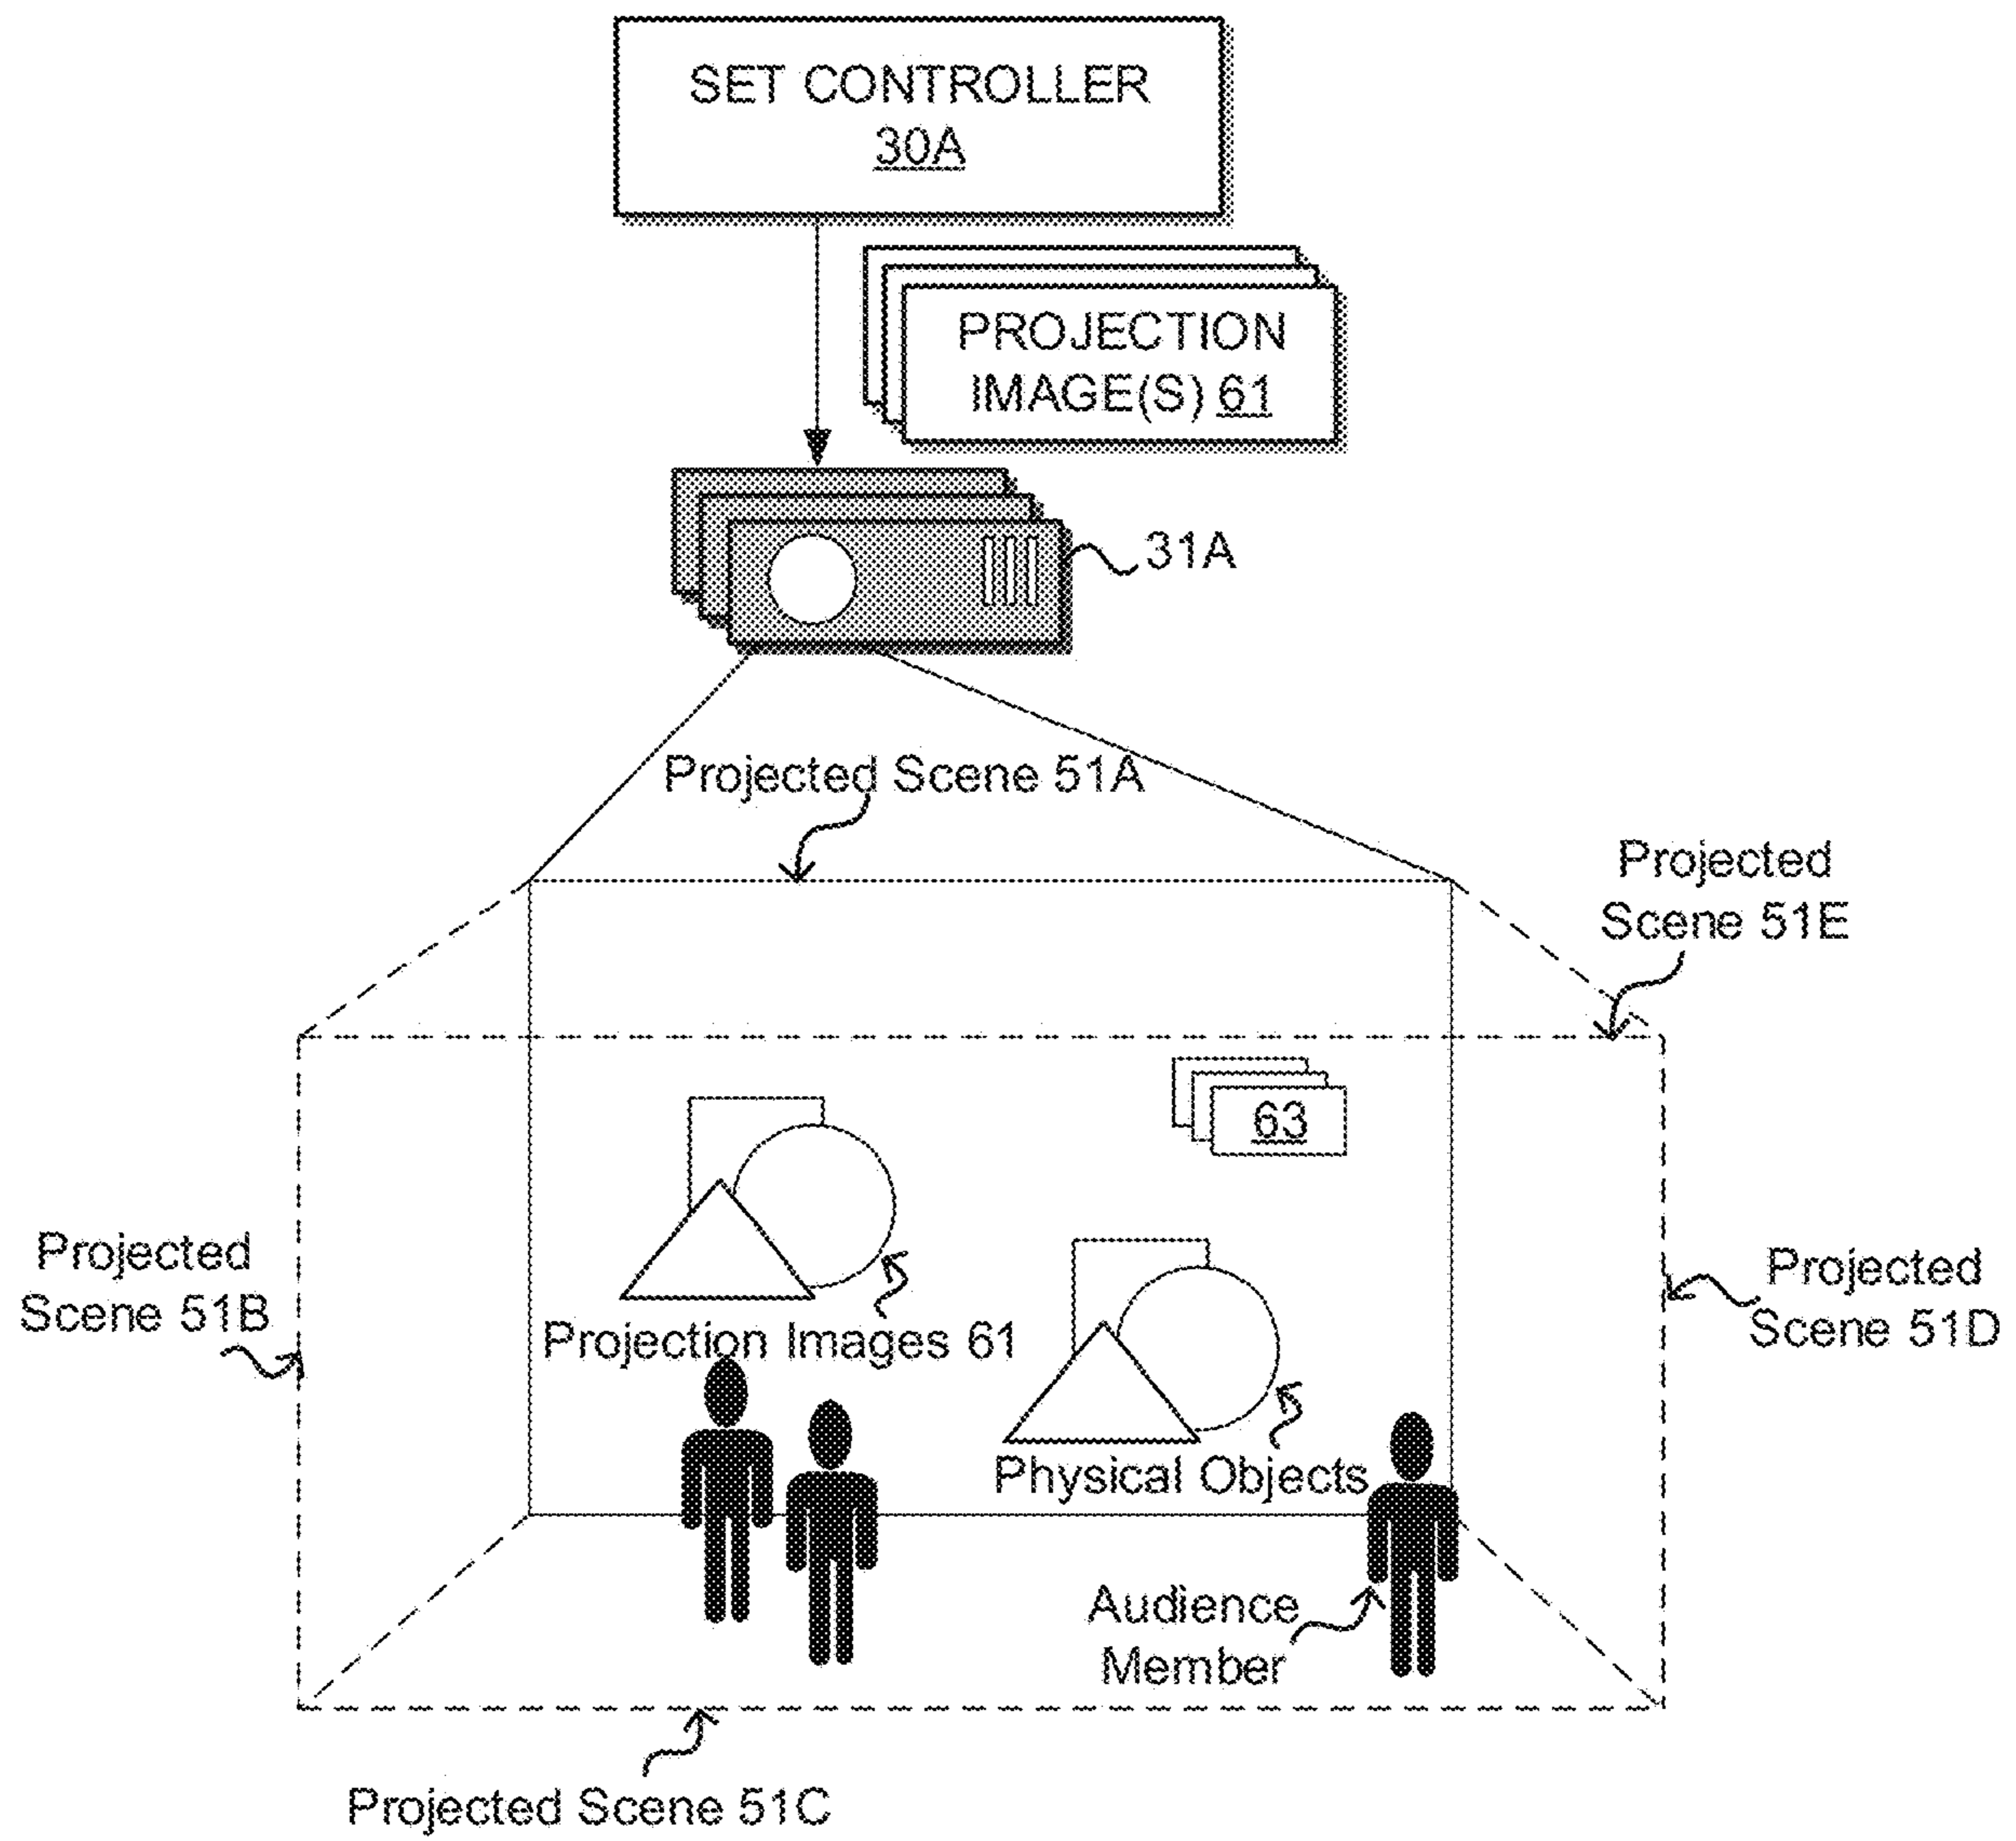 SET CONTROLLER
30A
PROJECTION
IMAGE(S) 61
31A
Projected Scene 51A
Projected
Scene 51E
63
Projected
Scene 51B
Projection Images 61
Projected
Scene 51D
Physical Objects
Audience
Member
Projected Scene 51C